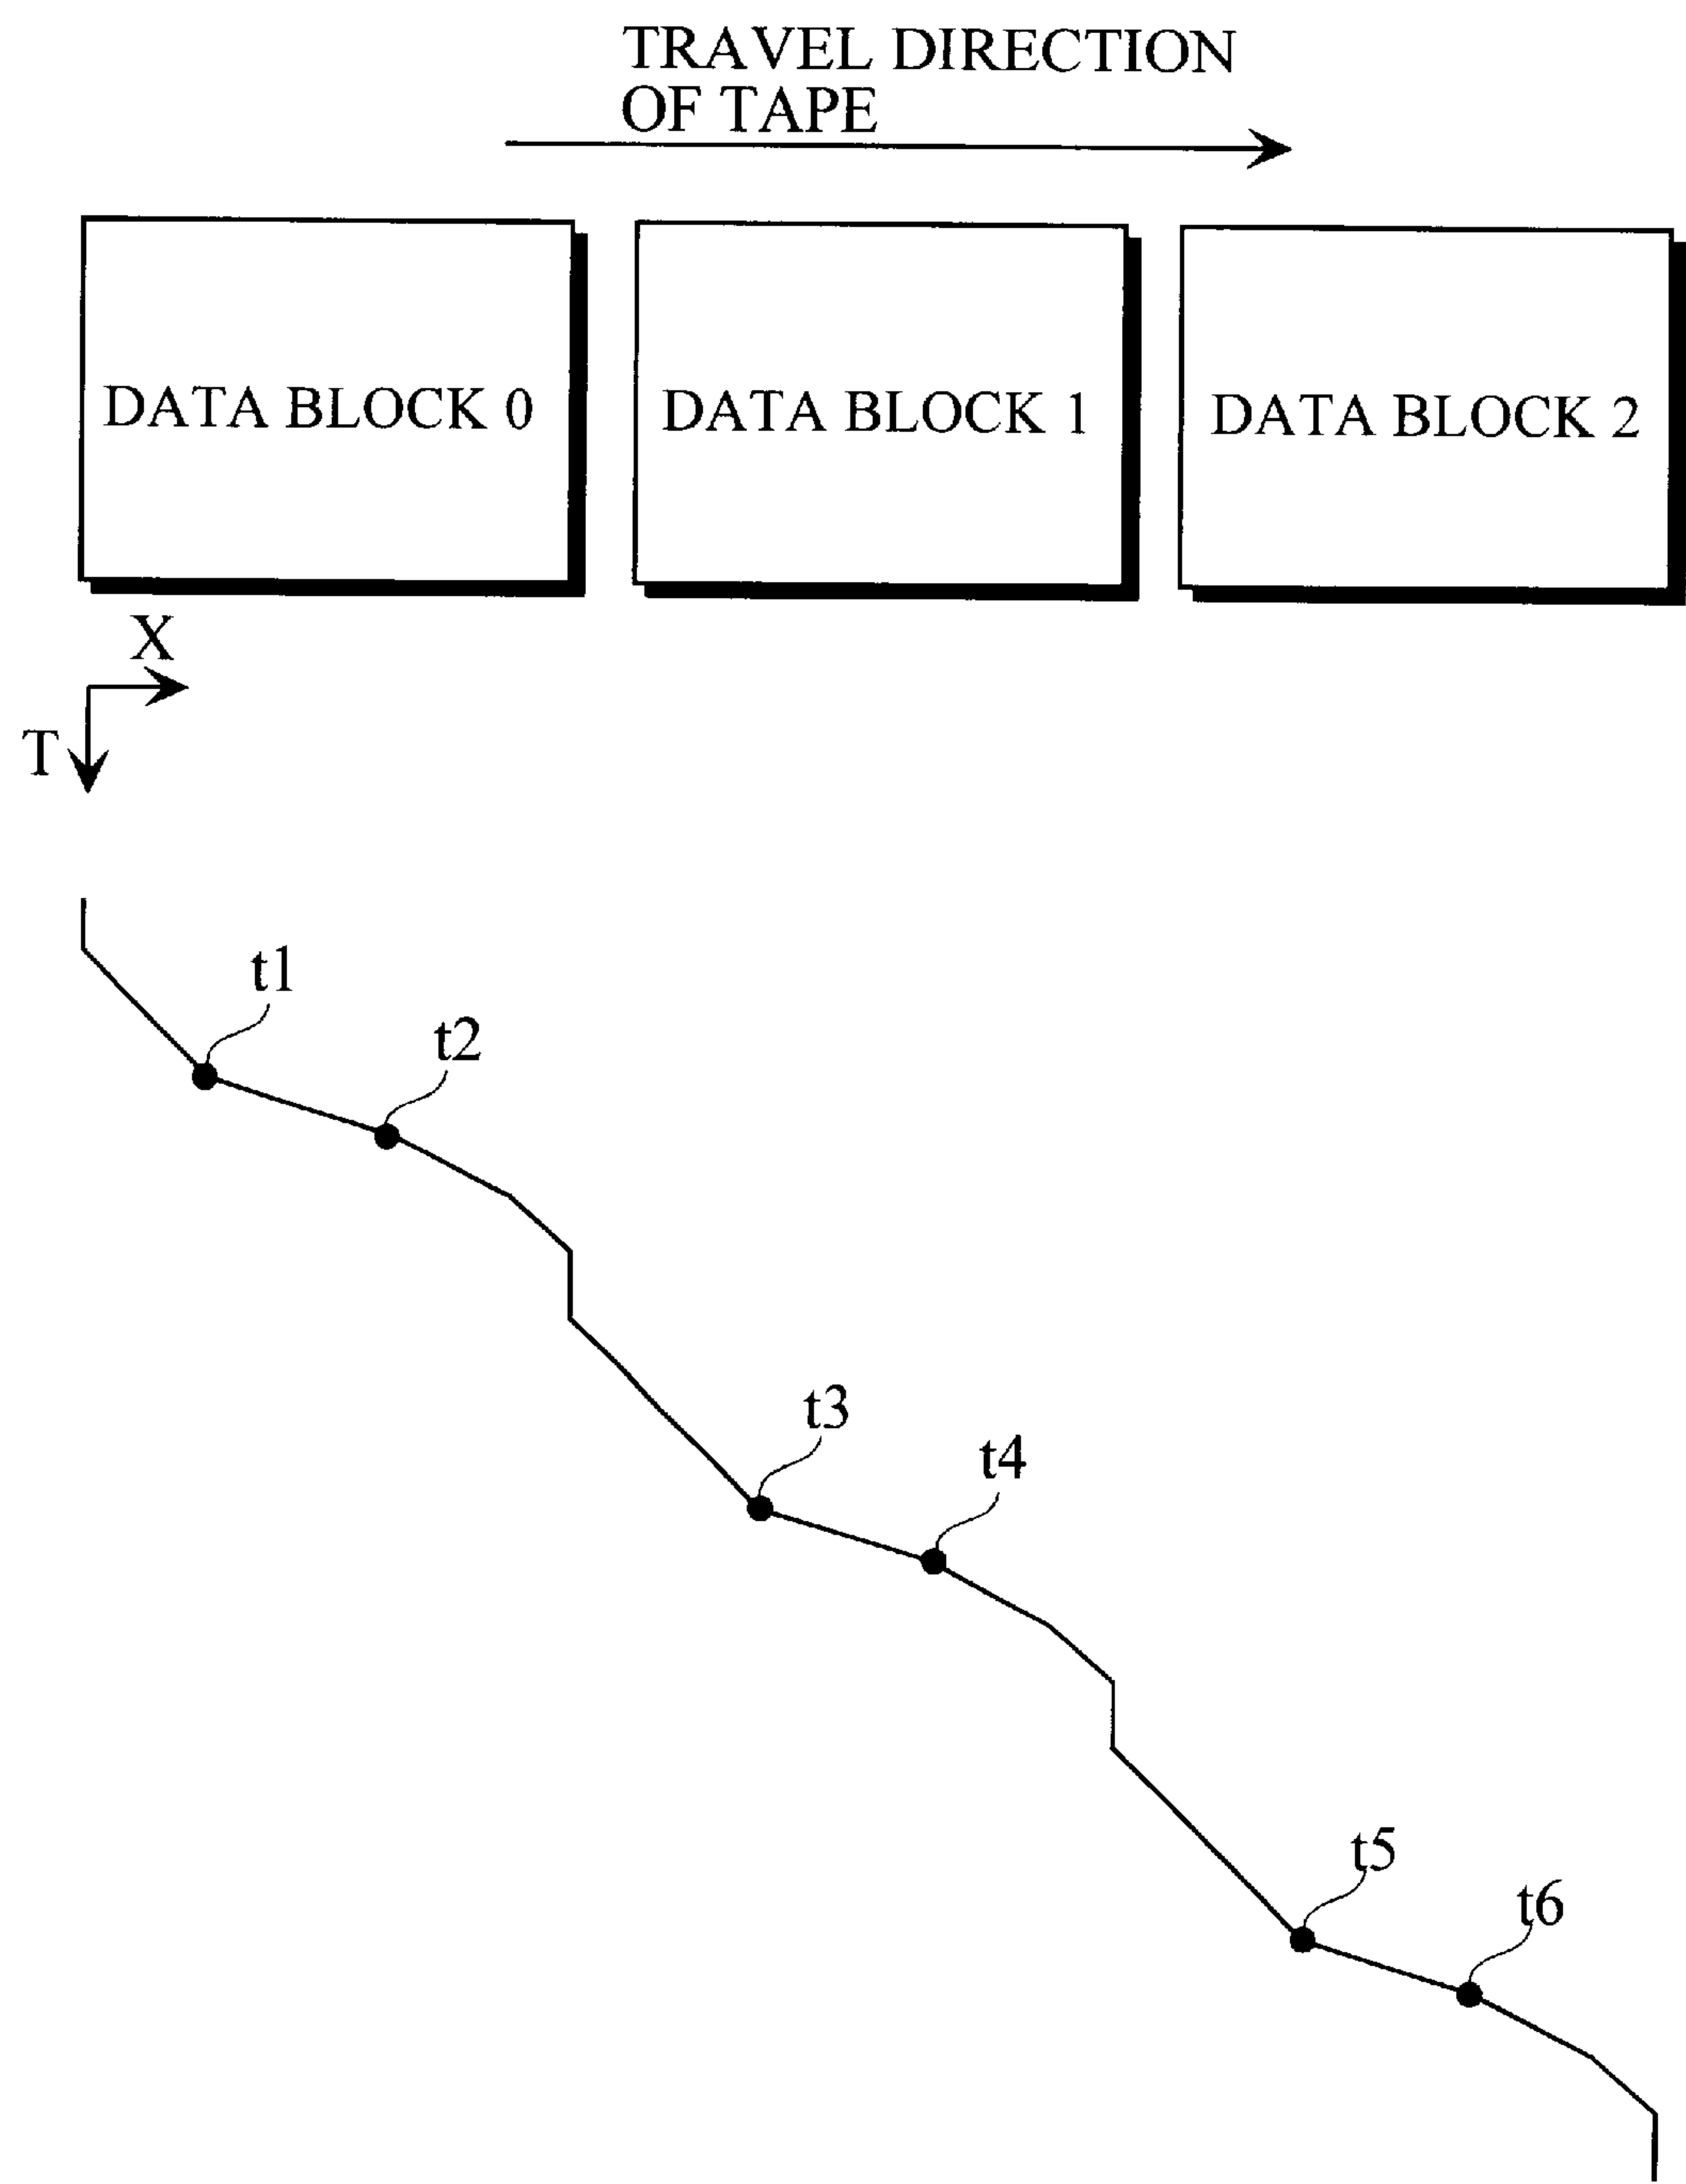 TRAVEL DIRECTION
OF TAPE
DATA BLOCK 0
DATA BLOCK 1
DATA BLOCK 2
X
T
t1
t2
t3
t4
t5
t6